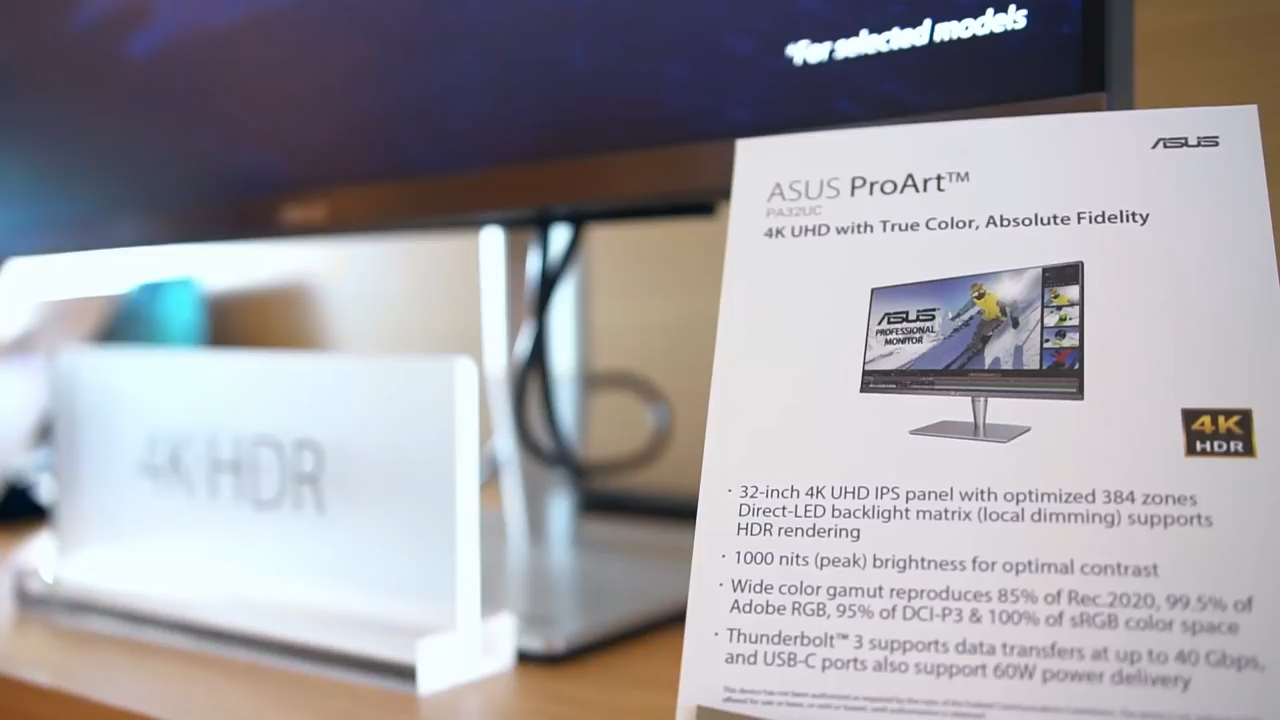 *For selected models
ASUS
ASUS ProArt™
PA32UC
4K UHD with True Color, Absolute Fidelity
ASUS
PROFESSIONAL
MONITOR
4K
HDR
4K HDR
· 32-inch 4K UHD IPS panel with optimized 384 zones
Direct-LED backlight matrix (local dimming) supports
HDR rendering
· 1000 nits (peak) brightness for optimal contrast
· Wide color gamut reproduces 85% of Rec.2020, 99.5% of
Adobe RGB, 95% of DCI-P3 & 100% of sRGB color space
· Thunderbolt™ 3 supports data transfers at up to 40 Gbps,
and USB-C ports also support 60W power delivery